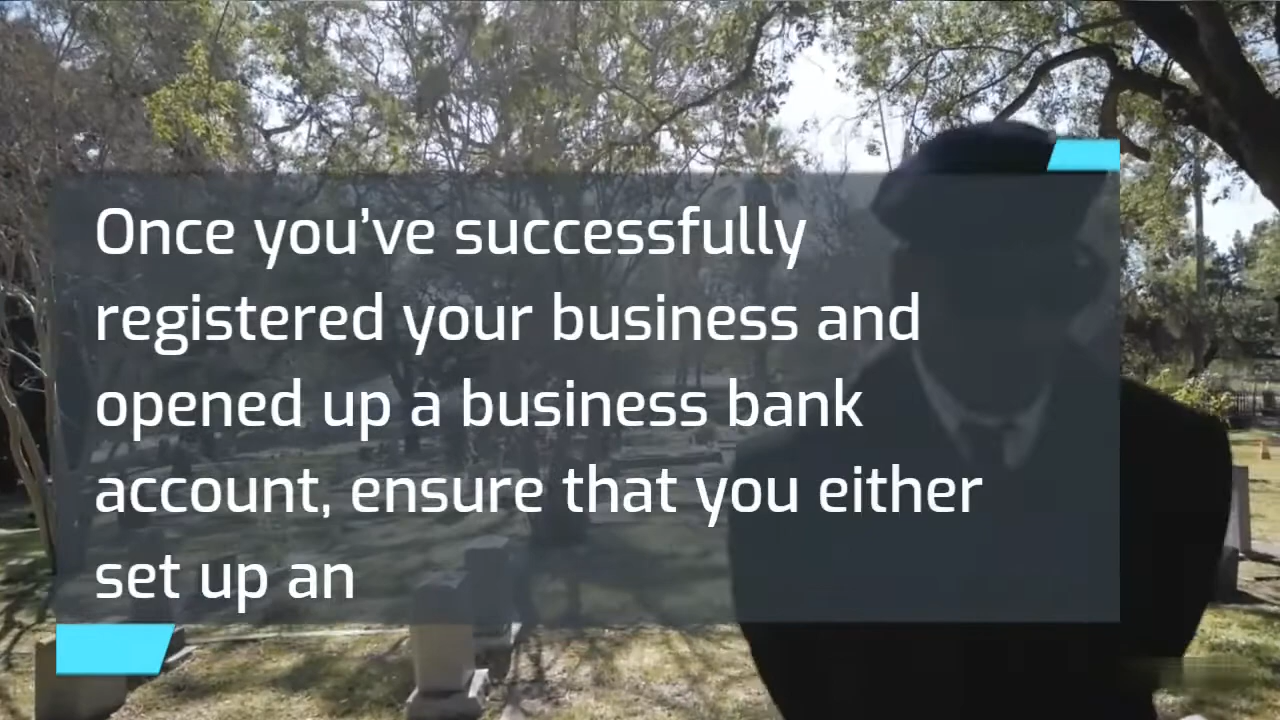 Once you’ve successfully
registered your business and
opened up a business bank
account, ensure that you either
set up an